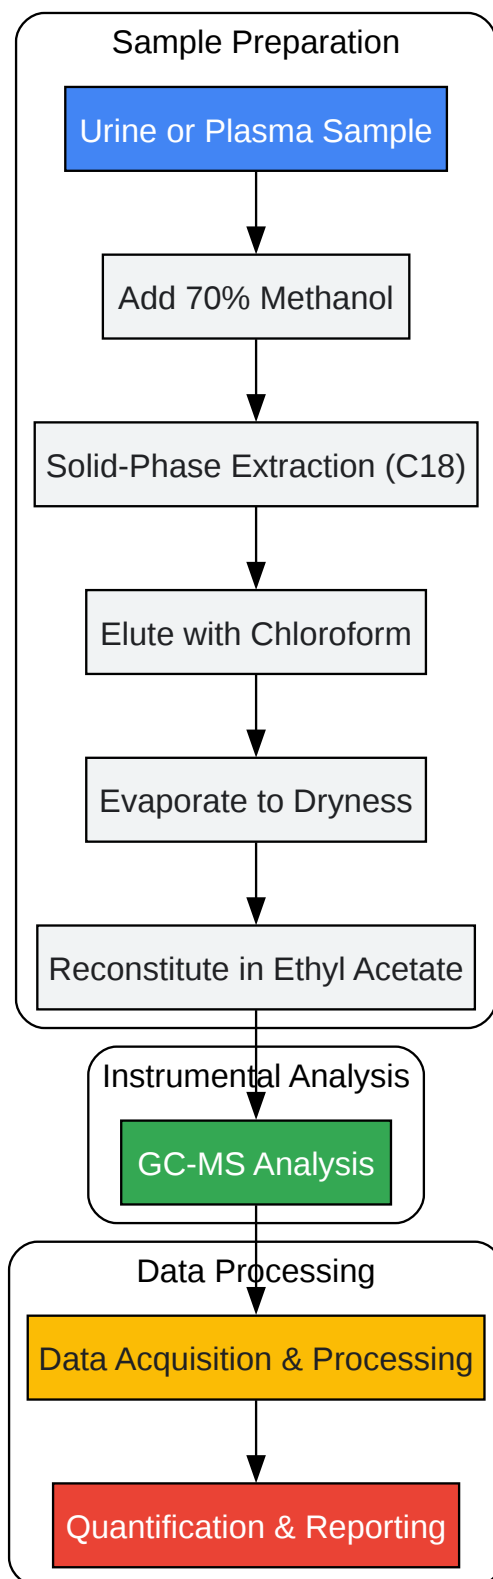 Sample Preparation
Urine or Plasma Sample
Add 70% Methanol
Solid-Phase Extraction (C18)
Elute with Chloroform
Evaporate to Dryness
Reconstitute in Ethyl Acetate
Instrumental Analysis
GC-MS Analysis
Data Processing
Data Acquisition & Processing
Quantification & Reporting